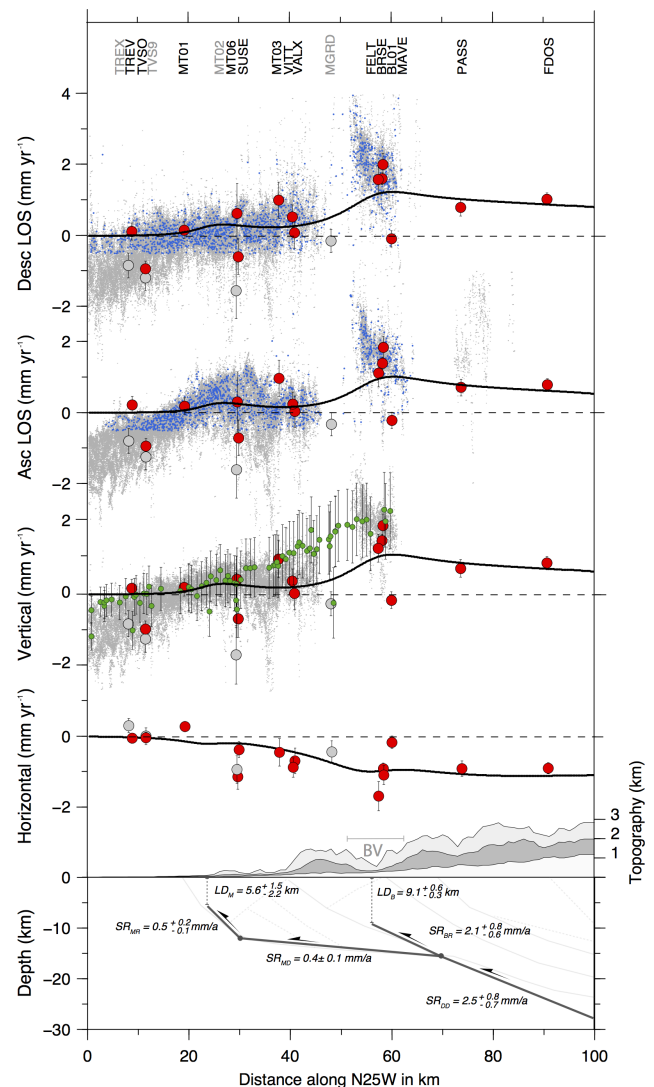 TREX TREV TVSO TVS9 MT01 MT02 MT06 SUSE MT03 VITT VALX MGRD FELT BRSE BL01 MAVE PASS FDOS
Desc LOS (mm yr⁻¹)
4
2
0
−2
Asc LOS (mm yr⁻¹)
2
0
−2
Vertical (mm yr⁻¹)
2
0
−2
Horizontal (mm yr⁻¹)
0
−2
Topography (km)
3
2
1
BV
Depth (km)
0
−10
−20
−30
LD_M = 5.6 + 1.5 - 2.2 km
LD_B = 9.1 + 0.6 - 0.3 km
SR_MR = 0.5 + 0.2 - 0.1 mm/a
SR_MD = 0.4± 0.1 mm/a
SR_BR = 2.1 + 0.8 - 0.6 mm/a
SR_DD = 2.5 + 0.8 - 0.7 mm/a
0 20 40 60 80 100
Distance along N25W in km